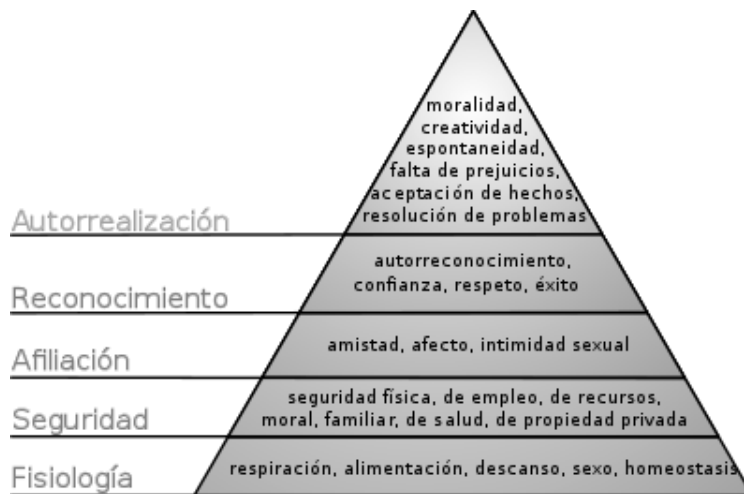 moralidad,
creatividad,
espontaneidad,
falta de prejuicios,
aceptación de hechos,
resolución de problemas
Autorrealización
autorreconocimiento,
confianza, respeto, éxito
Reconocimiento
amistad, afecto, intimidad sexual
Afiliación
seguridad física, de empleo, de recursos,
moral, familiar, de salud, de propiedad privada
Seguridad
respiración, alimentación, descanso, sexo, homeostasis
Fisiología